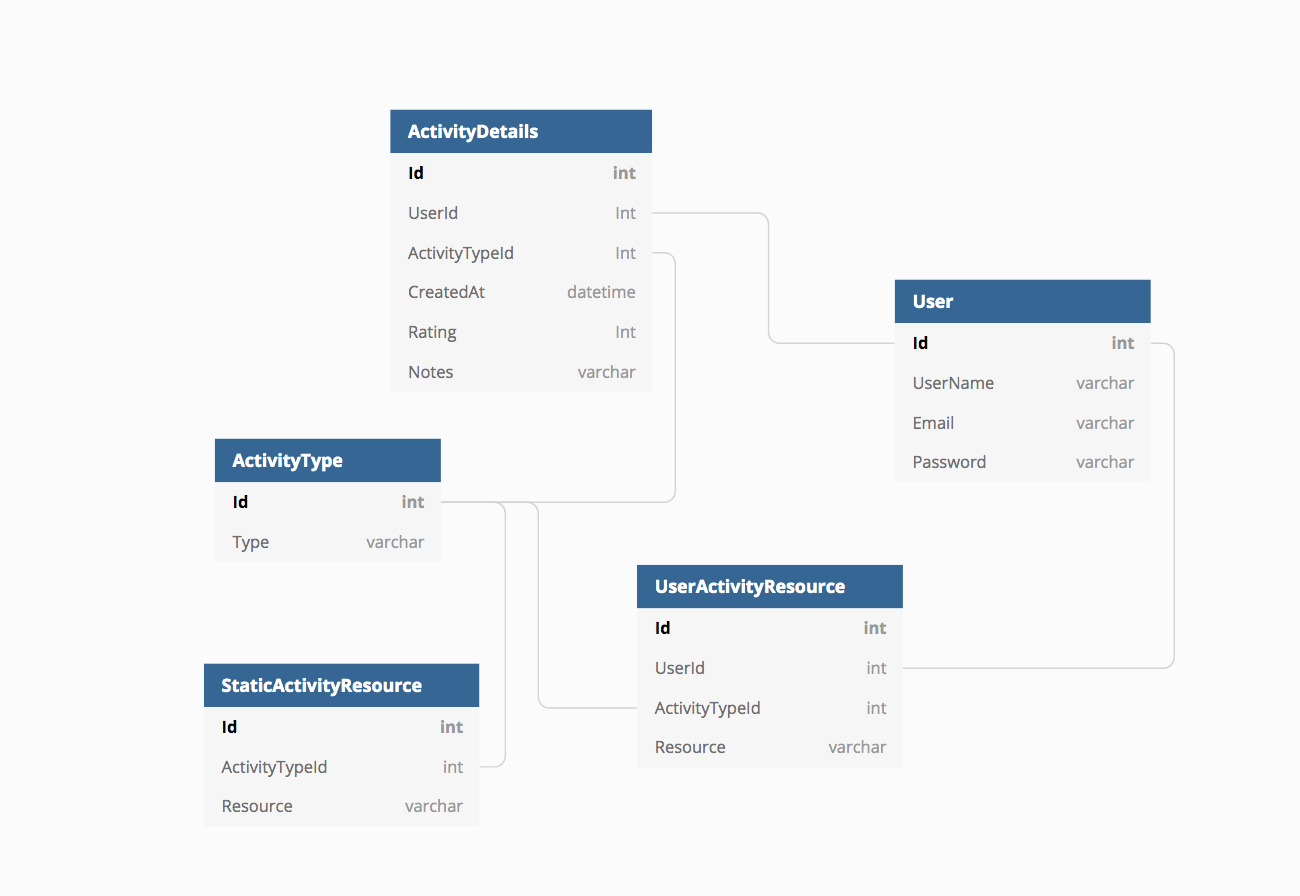 ActivityDetails
Id int
UserId Int
ActivityTypeId Int
CreatedAt datetime
Rating Int
Notes varchar
User
Id int
UserName varchar
Email varchar
Password varchar
ActivityType
Id int
Type varchar
UserActivityResource
Id int
UserId int
ActivityTypeId int
Resource varchar
StaticActivityResource
Id int
ActivityTypeId int
Resource varchar